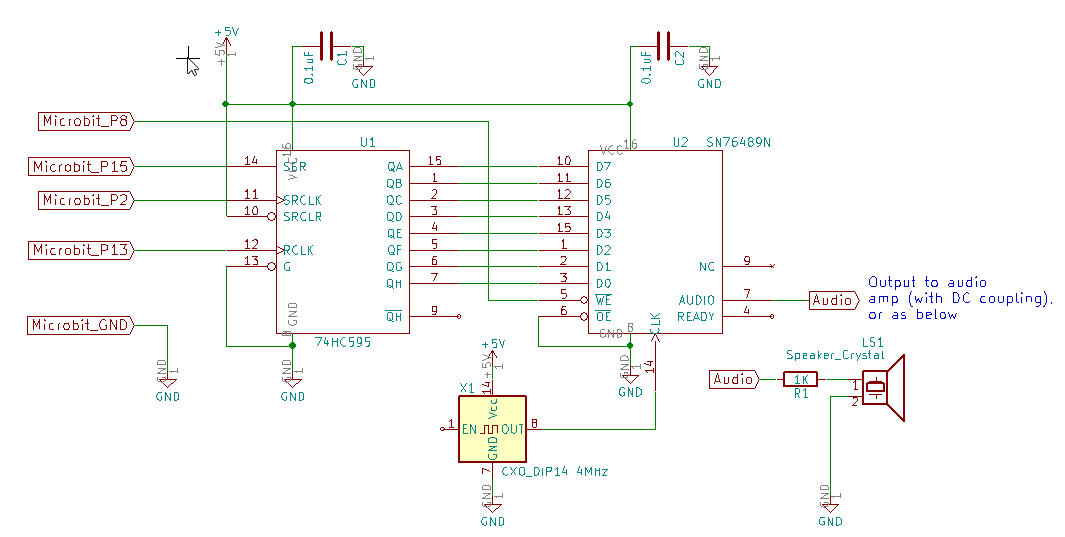 +5V
+5V
1
0.1uF
C1
GND
1
GND
0.1uF
C2
GND
1
GND
Microbit_P8
Microbit_P15
Microbit_P2
Microbit_P13
Microbit_GND
GND
1
GND
U1
VCC
16
14 SER QA 15
QB 1
11 SRCLK QC 2
10 SRCLR QD 3
QE 4
12 RCLK QF 5
13 G QG 6
QH 7
QH 9
GND
8
74HC595
GND
1
GND
U2 SN76489N
VCC 16
10 D7
11 D6
12 D5
13 D4
15 D3
1 D2
2 D1 NC 9
3 D0
5 WE AUDIO 7
6 OE READY 4
GND 8
CLK
14
GND
1
GND
Audio
Output to audio
amp (with DC coupling),
or as below
+5V
+5V
1
X1
14
Vcc
1 EN OUT 8
GND
7
CXO_DIP14 4MHz
GND
1
GND
LS1
Speaker_Crystal
Audio
1K
R1
1
2
GND
1
GND